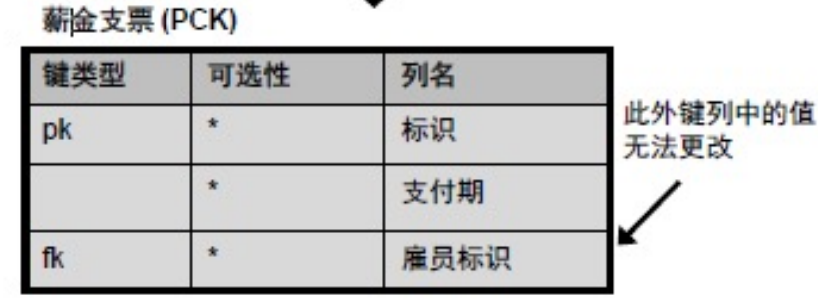 薪金支票 (PCK)
键类型 可选性 列名
pk * 标识
* 支付期
fk * 雇员标识
此外键列中的值
无法更改